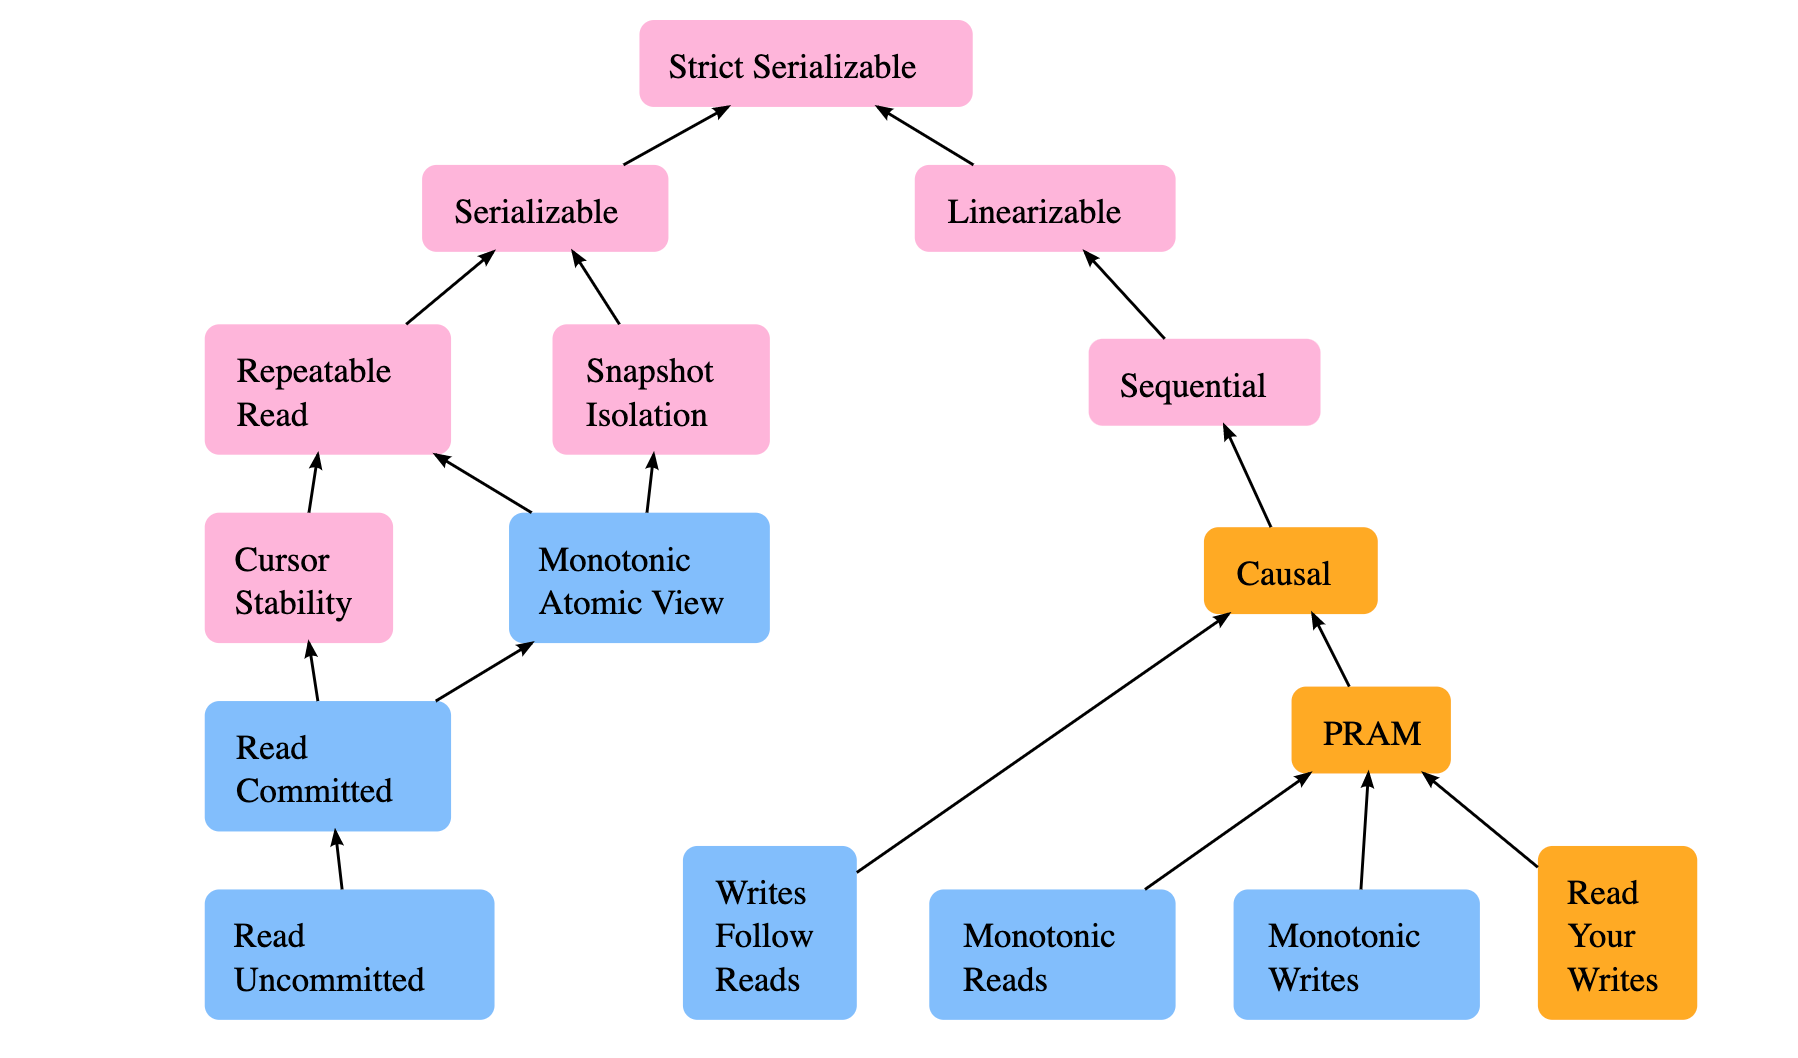 Strict Serializable
Serializable
Linearizable
Repeatable
Read
Snapshot
Isolation
Sequential
Cursor
Stability
Monotonic
Atomic View
Causal
Read
Committed
PRAM
Read
Uncommitted
Writes
Follow
Reads
Monotonic
Reads
Monotonic
Writes
Read
Your
Writes